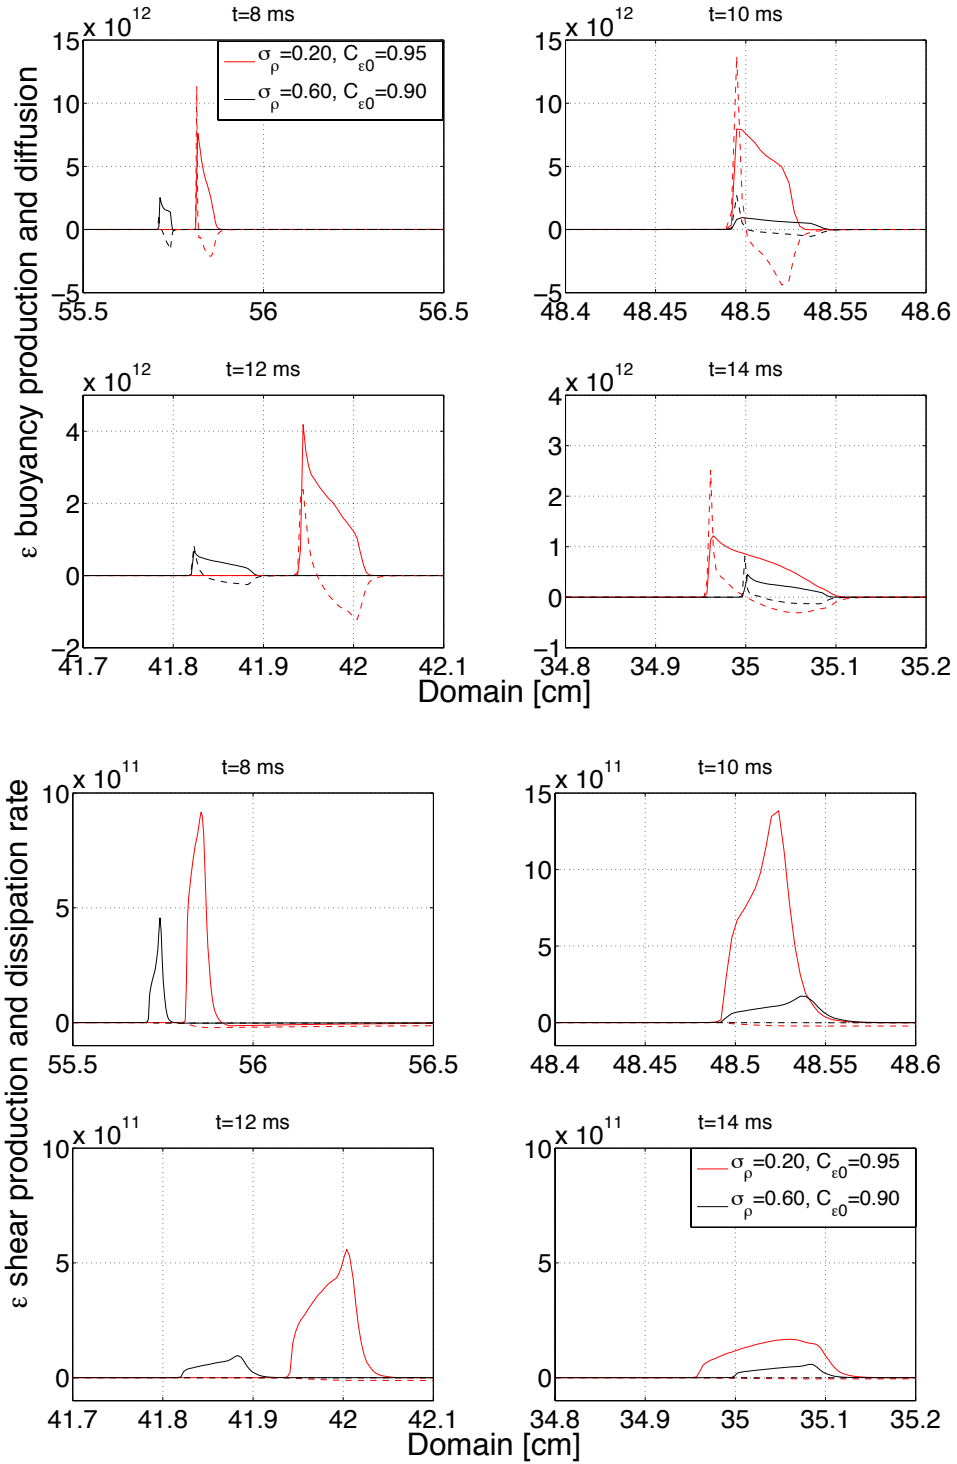 x 10^12
t=8 ms
15
10
5
0
−5
55.5
56
56.5
σ_ρ=0.20, C_ε0=0.95
σ_ρ=0.60, C_ε0=0.90
t=10 ms
x 10^12
15
10
5
0
−5
48.4
48.45
48.5
48.55
48.6
x 10^12
t=12 ms
4
2
0
−2
41.7
41.8
41.9
42
42.1
x 10^12
t=14 ms
4
3
2
1
0
−1
34.8
34.9
35
35.1
35.2
ε buoyancy production and diffusion
Domain [cm]
x 10^11
t=8 ms
10
5
0
55.5
56
56.5
x 10^11
t=10 ms
15
10
5
0
48.4
48.45
48.5
48.55
48.6
x 10^11
t=12 ms
10
5
0
41.7
41.8
41.9
42
42.1
x 10^11
t=14 ms
10
5
0
σ_ρ=0.20, C_ε0=0.95
σ_ρ=0.60, C_ε0=0.90
34.8
34.9
35
35.1
35.2
ε shear production and dissipation rate
Domain [cm]